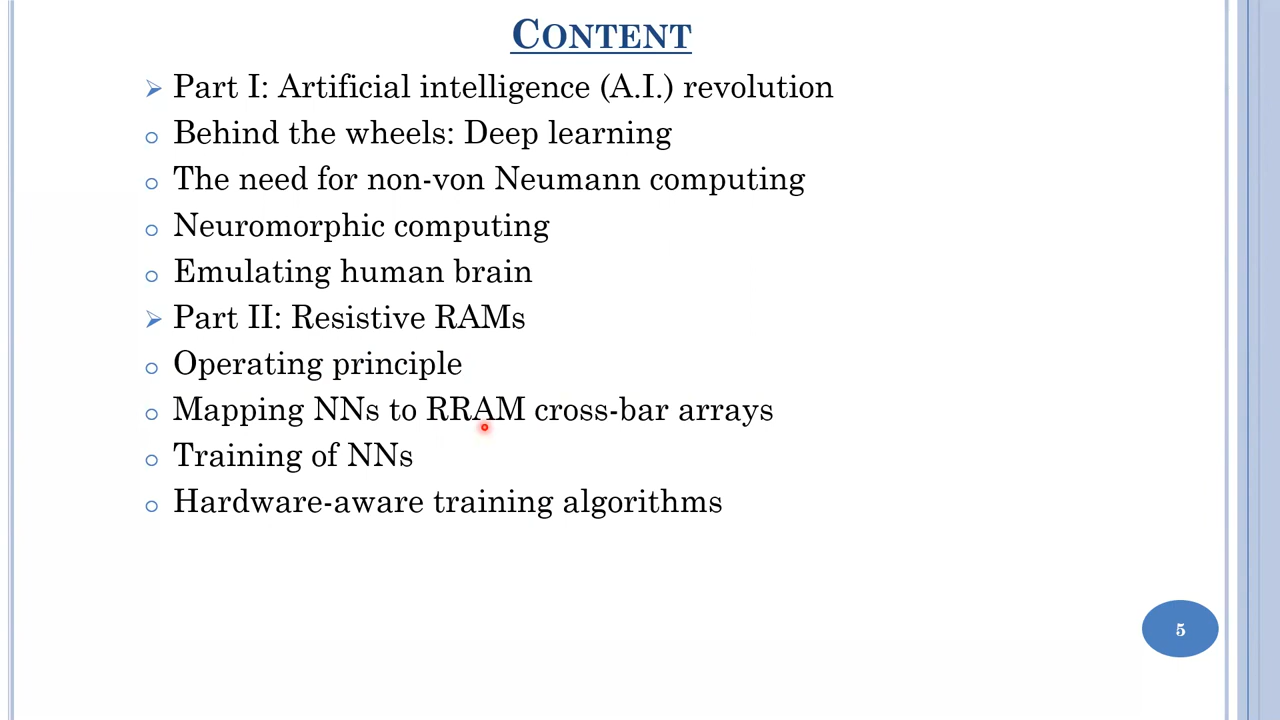 CONTENT
Part I: Artificial intelligence (A.I.) revolution
Behind the wheels: Deep learning
The need for non-von Neumann computing
Neuromorphic computing
Emulating human brain
Part II: Resistive RAMs
Operating principle
Mapping NNs to RRAM cross-bar arrays
Training of NNs
Hardware-aware training algorithms
5